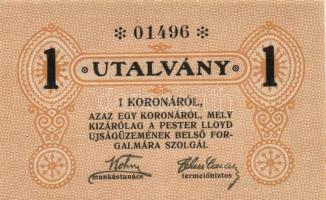 * 01496 *
1 UTALVÁNY 1
1 KORONÁRÓL,
AZAZ EGY KORONÁRÓL, MELY
KIZÁRÓLAG A PESTER LLOYD
UJSÁGÜZEMÉNEK BELSŐ FOR-
GALMÁRA SZOLGÁL
munkástanács termelőbiztos